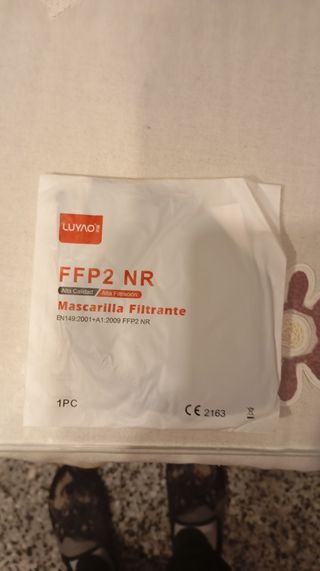 LUYAO
FFP2 NR
Alta Calidad Alta Filtración
Mascarilla Filtrante
EN149:2001+A1:2009 FFP2 NR
1PC
CE 2163